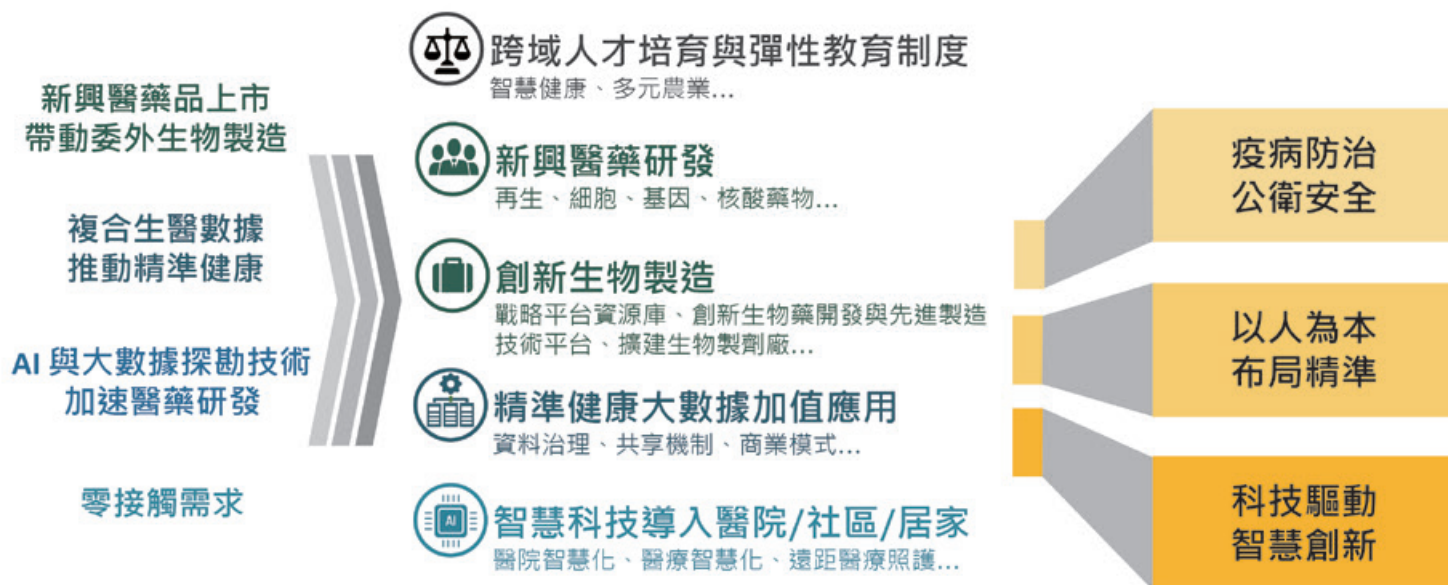 新興醫藥品上市
帶動委外生物製造
複合生醫數據
推動精準健康
AI 與大數據探勘技術
加速醫藥研發
零接觸需求
跨域人才培育與彈性教育制度
智慧健康、多元農業...
新興醫藥研發
再生、細胞、基因、核酸藥物...
創新生物製造
戰略平台資源庫、創新生物藥開發與先進製造
技術平台、擴建生物製劑廠...
精準健康大數據加值應用
資料治理、共享機制、商業模式...
AI
智慧科技導入醫院/社區/居家
醫院智慧化、醫療智慧化、遠距醫療照護...
疫病防治
公衛安全
以人為本
布局精準
科技驅動
智慧創新